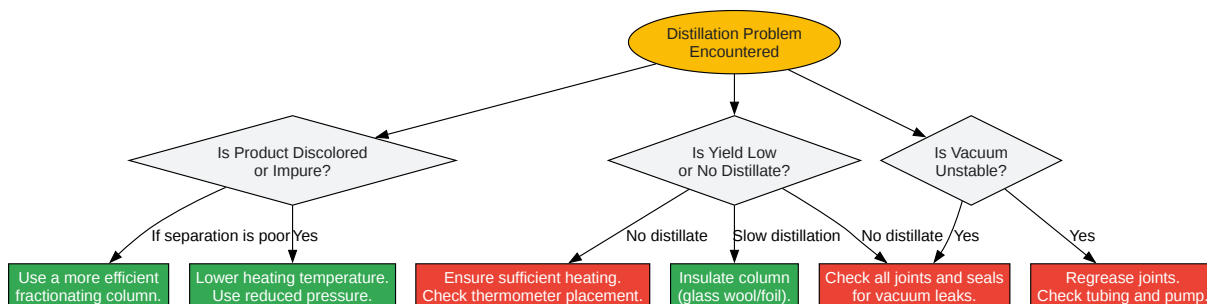 Distillation Problem
Encountered
Is Product Discolored
or Impure?
Is Yield Low
or No Distillate?
Is Vacuum
Unstable?
If separation is poor
Yes
No distillate
Slow distillation
No distillate
Yes
Yes
Use a more efficient
fractionating column.
Lower heating temperature.
Use reduced pressure.
Ensure sufficient heating.
Check thermometer placement.
Insulate column
(glass wool/foil).
Check all joints and seals
for vacuum leaks.
Regrease joints.
Check tubing and pump.